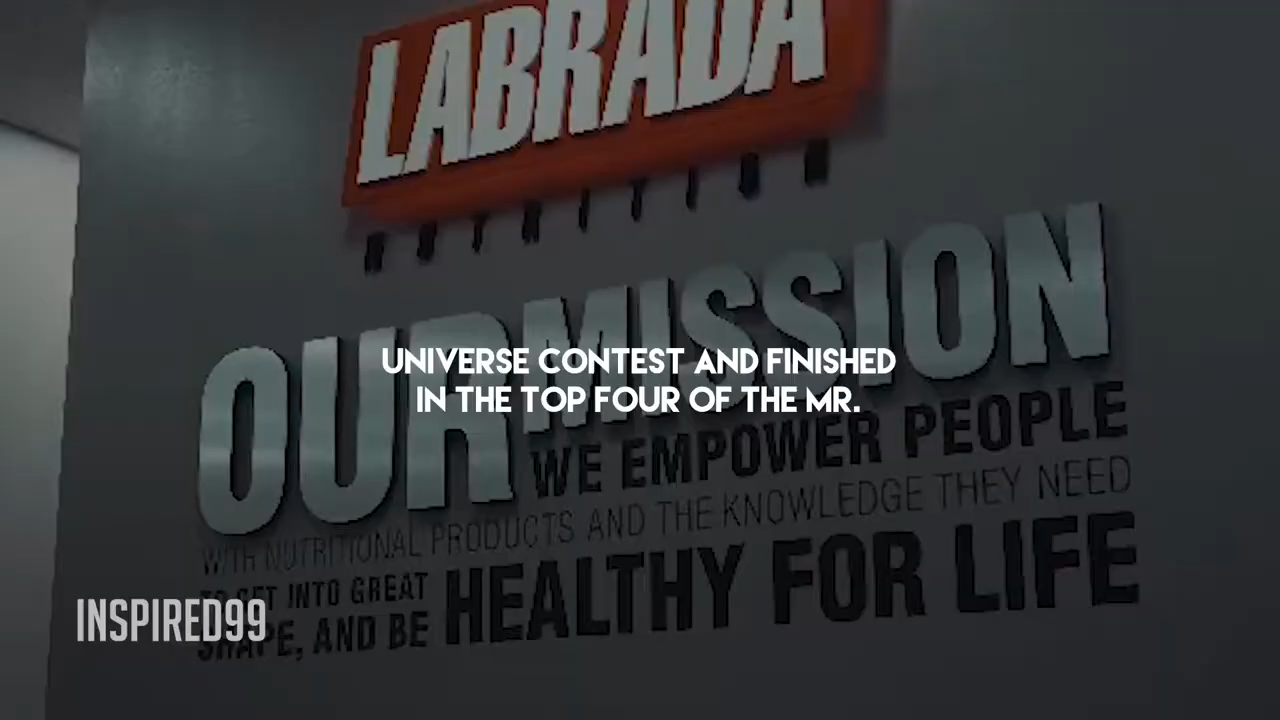 LABRADA
NUTRITION
OUR MISSION
UNIVERSE CONTEST AND FINISHED
IN THE TOP FOUR OF THE MR.
WE EMPOWER PEOPLE
WITH NUTRITIONAL PRODUCTS AND THE KNOWLEDGE THEY NEED
TO GET INTO GREAT
SHAPE, AND BE
HEALTHY FOR LIFE
INSPIRED99